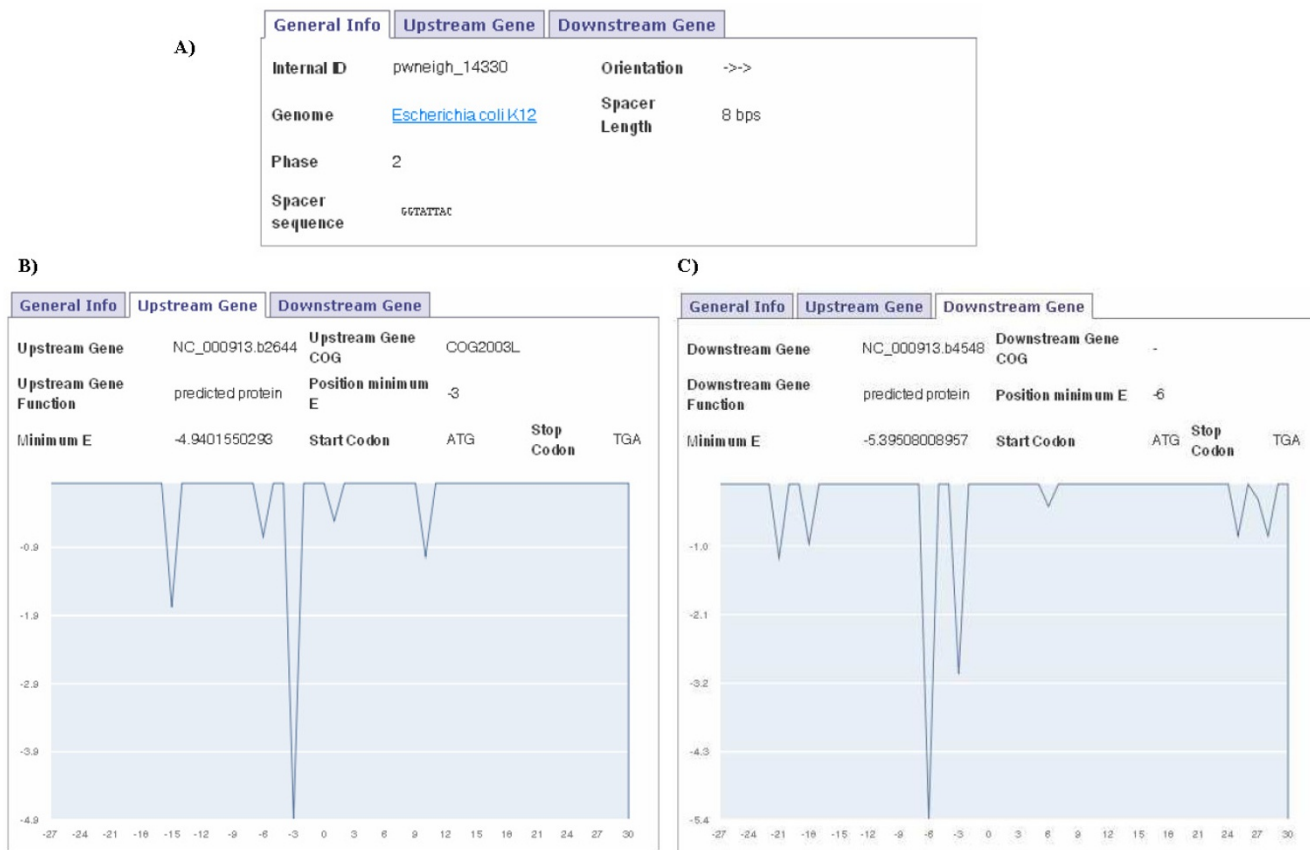 A)
General Info Upstream Gene Downstream Gene
Internal ID pwneigh_14330 Orientation ->->
Genome Escherichia coli K12 Spacer Length 8 bps
Phase 2
Spacer sequence GGTATTAC
B)
General Info Upstream Gene Downstream Gene
Upstream Gene NC_000913.b2644 Upstream Gene COG COG2003L
Upstream Gene Function predicted protein Position minimum E -3
Minimum E -4.9401550293 Start Codon ATG Stop Codon TGA
-0.9
-1.9
-2.9
-3.9
-4.9
-27 -24 -21 -18 -15 -12 -9 -6 -3 0 3 6 9 12 15 18 21 24 27 30
C)
General Info Upstream Gene Downstream Gene
Downstream Gene NC_000913.b4548 Downstream Gene COG -
Downstream Gene Function predicted protein Position minimum E -6
Minimum E -5.39508008957 Start Codon ATG Stop Codon TGA
-1.0
-2.1
-3.2
-4.3
-5.4
-27 -24 -21 -18 -15 -12 -9 -6 -3 0 3 6 9 12 15 18 21 24 27 30